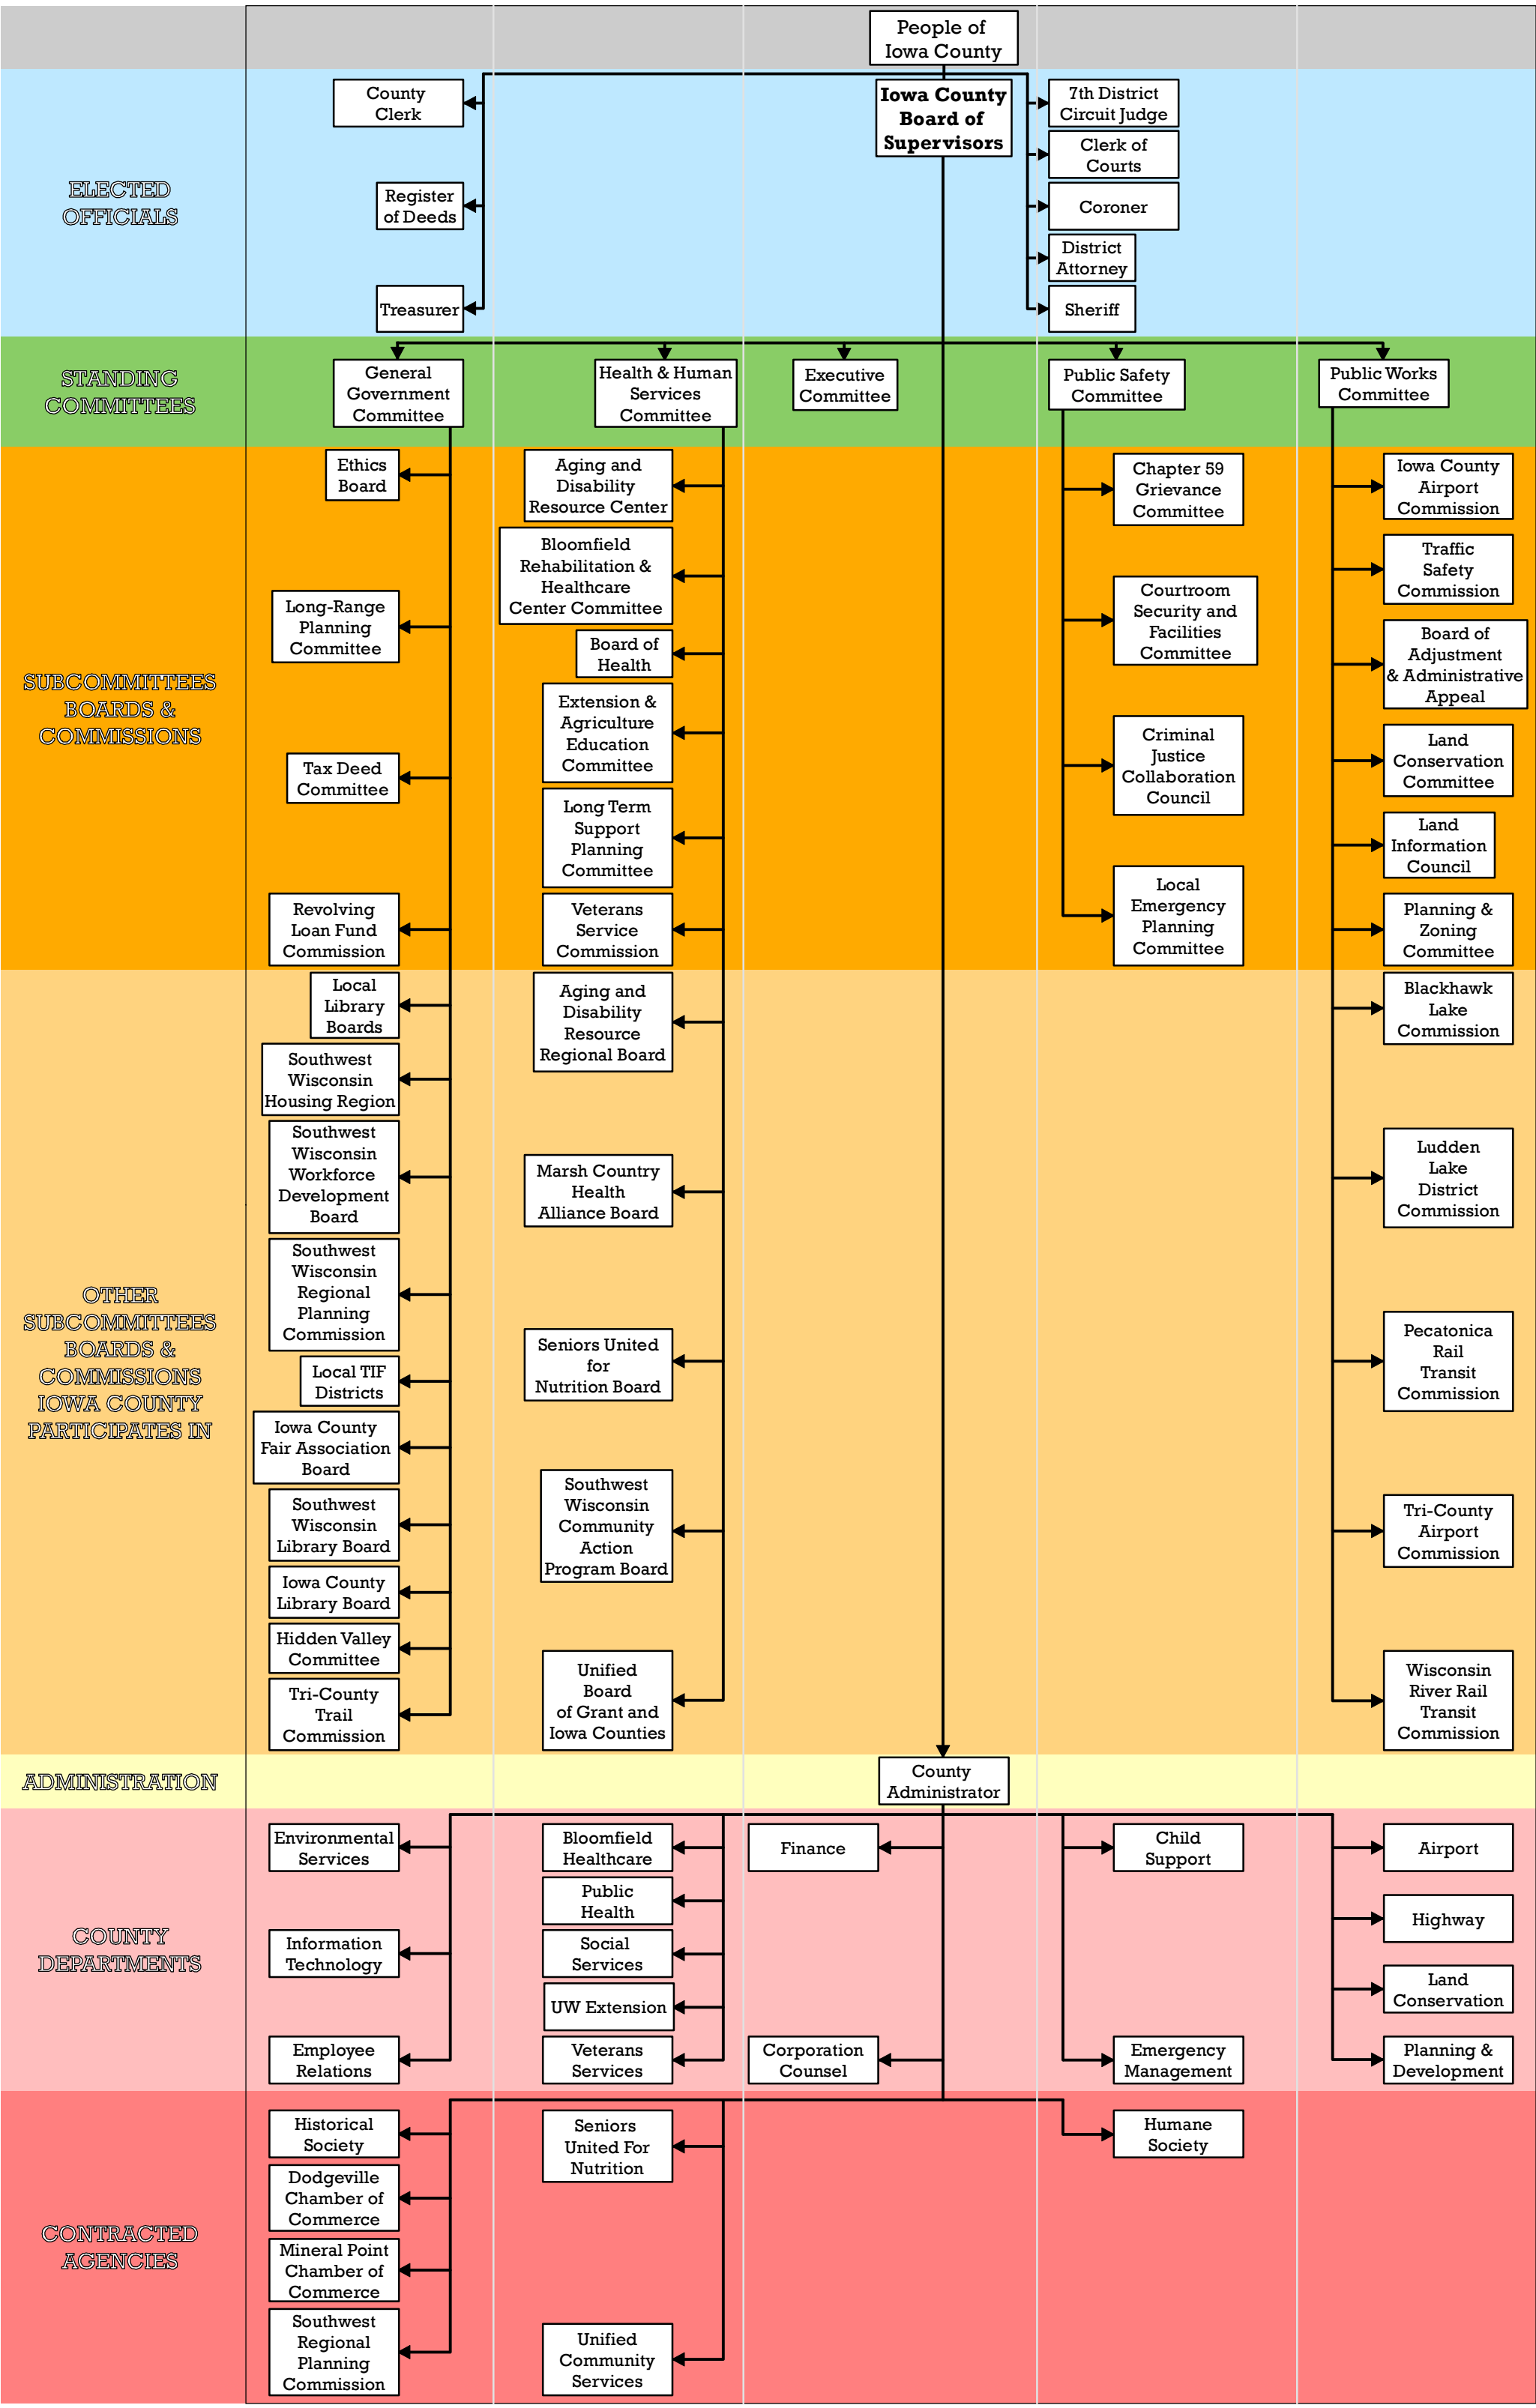 People of
Iowa County
ELECTED
OFFICIALS
County
Clerk
Register
of Deeds
Treasurer
Iowa County
Board of
Supervisors
7th District
Circuit Judge
Clerk of
Courts
Coroner
District
Attorney
Sheriff
STANDING
COMMITTEES
General
Government
Committee
Health & Human
Services
Committee
Executive
Committee
Public Safety
Committee
Public Works
Committee
SUBCOMMITTEES
BOARDS &
COMMISSIONS
Ethics
Board
Long-Range
Planning
Committee
Tax Deed
Committee
Revolving
Loan Fund
Commission
Aging and
Disability
Resource Center
Bloomfield
Rehabilitation &
Healthcare
Center Committee
Board of
Health
Extension &
Agriculture
Education
Committee
Long Term
Support
Planning
Committee
Veterans
Service
Commission
Chapter 59
Grievance
Committee
Courtroom
Security and
Facilities
Committee
Criminal
Justice
Collaboration
Council
Local
Emergency
Planning
Committee
Iowa County
Airport
Commission
Traffic
Safety
Commission
Board of
Adjustment
& Administrative
Appeal
Land
Conservation
Committee
Land
Information
Council
Planning &
Zoning
Committee
OTHER
SUBCOMMITTEES
BOARDS &
COMMISSIONS
IOWA COUNTY
PARTICIPATES IN
Local
Library
Boards
Southwest
Wisconsin
Housing Region
Southwest
Wisconsin
Workforce
Development
Board
Southwest
Wisconsin
Regional
Planning
Commission
Local TIF
Districts
Iowa County
Fair Association
Board
Southwest
Wisconsin
Library Board
Iowa County
Library Board
Hidden Valley
Committee
Tri-County
Trail
Commission
Aging and
Disability
Resource
Regional Board
Marsh Country
Health
Alliance Board
Seniors United
for
Nutrition Board
Southwest
Wisconsin
Community
Action
Program Board
Unified
Board
of Grant and
Iowa Counties
Blackhawk
Lake
Commission
Ludden
Lake
District
Commission
Pecatonica
Rail
Transit
Commission
Tri-County
Airport
Commission
Wisconsin
River Rail
Transit
Commission
ADMINISTRATION
County
Administrator
COUNTY
DEPARTMENTS
Environmental
Services
Information
Technology
Employee
Relations
Bloomfield
Healthcare
Public
Health
Social
Services
UW Extension
Veterans
Services
Finance
Corporation
Counsel
Child
Support
Emergency
Management
Airport
Highway
Land
Conservation
Planning &
Development
CONTRACTED
AGENCIES
Historical
Society
Dodgeville
Chamber of
Commerce
Mineral Point
Chamber of
Commerce
Southwest
Regional
Planning
Commission
Seniors
United For
Nutrition
Unified
Community
Services
Humane
Society